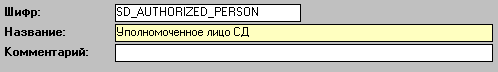 Шифр: SD_AUTHORIZED_PERSON
Название: Уполномоченное лицо СД
Комментарий: